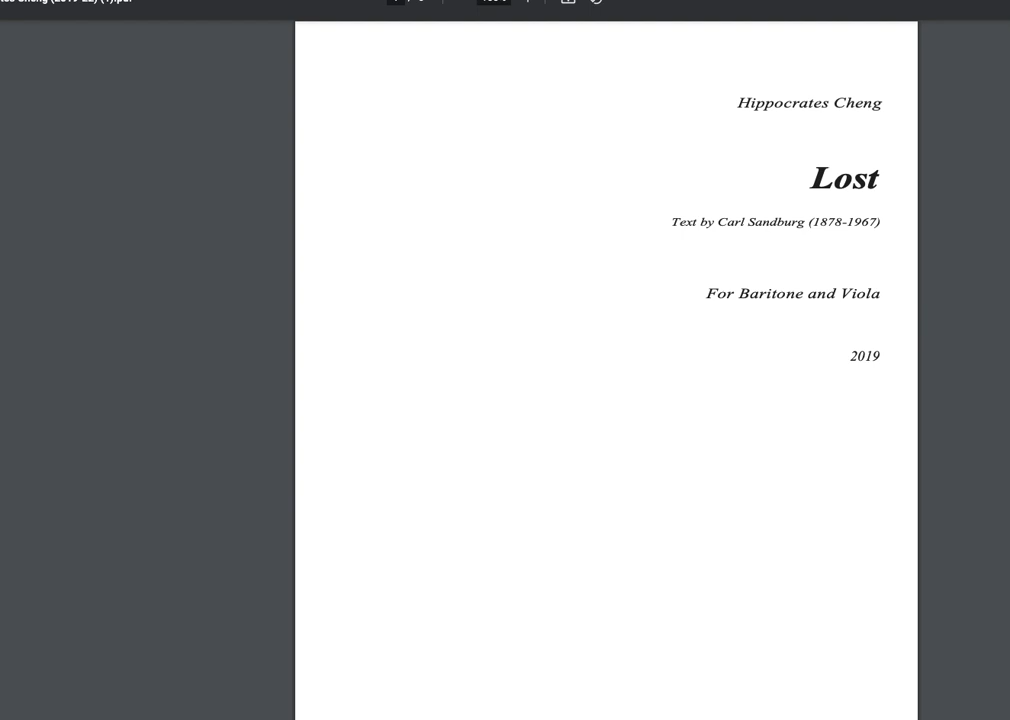 Hippocrates Cheng
Lost
Text by Carl Sandburg (1878-1967)
For Baritone and Viola
2019